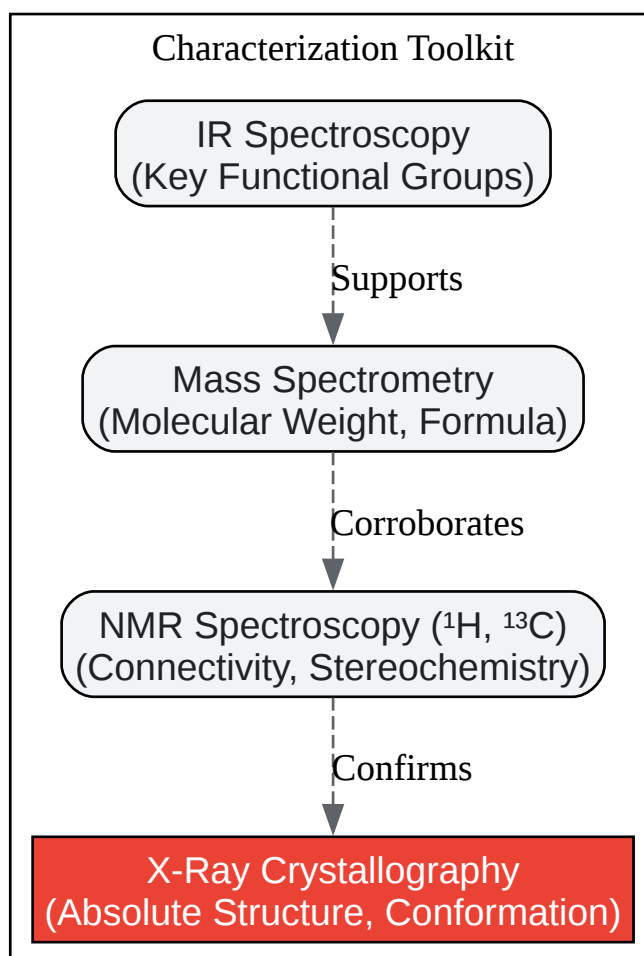 Characterization Toolkit
IR Spectroscopy
(Key Functional Groups)
Supports
Mass Spectrometry
(Molecular Weight, Formula)
Corroborates
NMR Spectroscopy (¹H, ¹³C)
(Connectivity, Stereochemistry)
Confirms
X-Ray Crystallography
(Absolute Structure, Conformation)